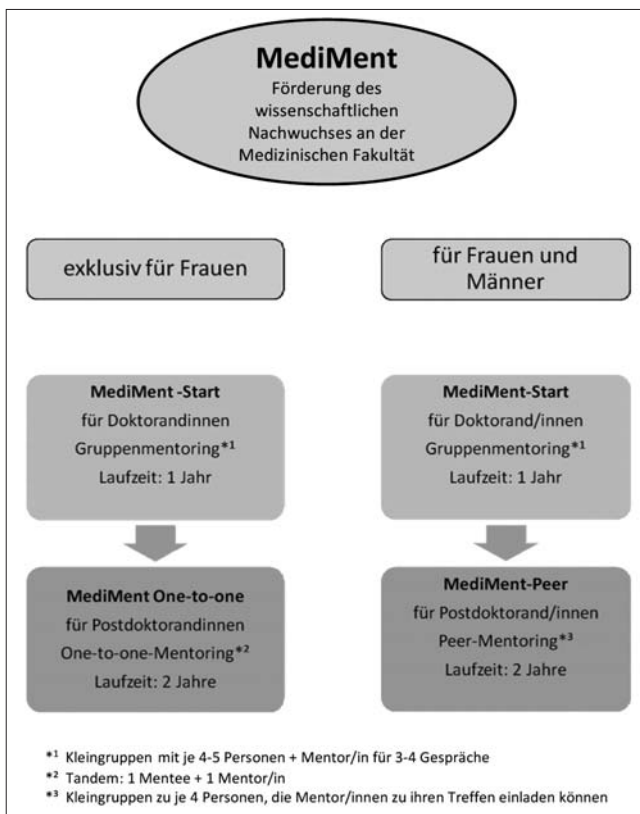 MediMent
Förderung des
wissenschaftlichen
Nachwuchses an der
Medizinischen Fakultät
exklusiv für Frauen
für Frauen und
Männer
MediMent -Start
für Doktorandinnen
Gruppenmentoring*¹
Laufzeit: 1 Jahr
MediMent-Start
für Doktorand/innen
Gruppenmentoring*¹
Laufzeit: 1 Jahr
MediMent One-to-one
für Postdoktorandinnen
One-to-one-Mentoring*²
Laufzeit: 2 Jahre
MediMent-Peer
für Postdoktorand/innen
Peer-Mentoring*³
Laufzeit: 2 Jahre
*¹ Kleingruppen mit je 4-5 Personen + Mentor/in für 3-4 Gespräche
*² Tandem: 1 Mentee + 1 Mentor/in
*³ Kleingruppen zu je 4 Personen, die Mentor/innen zu ihren Treffen einladen können